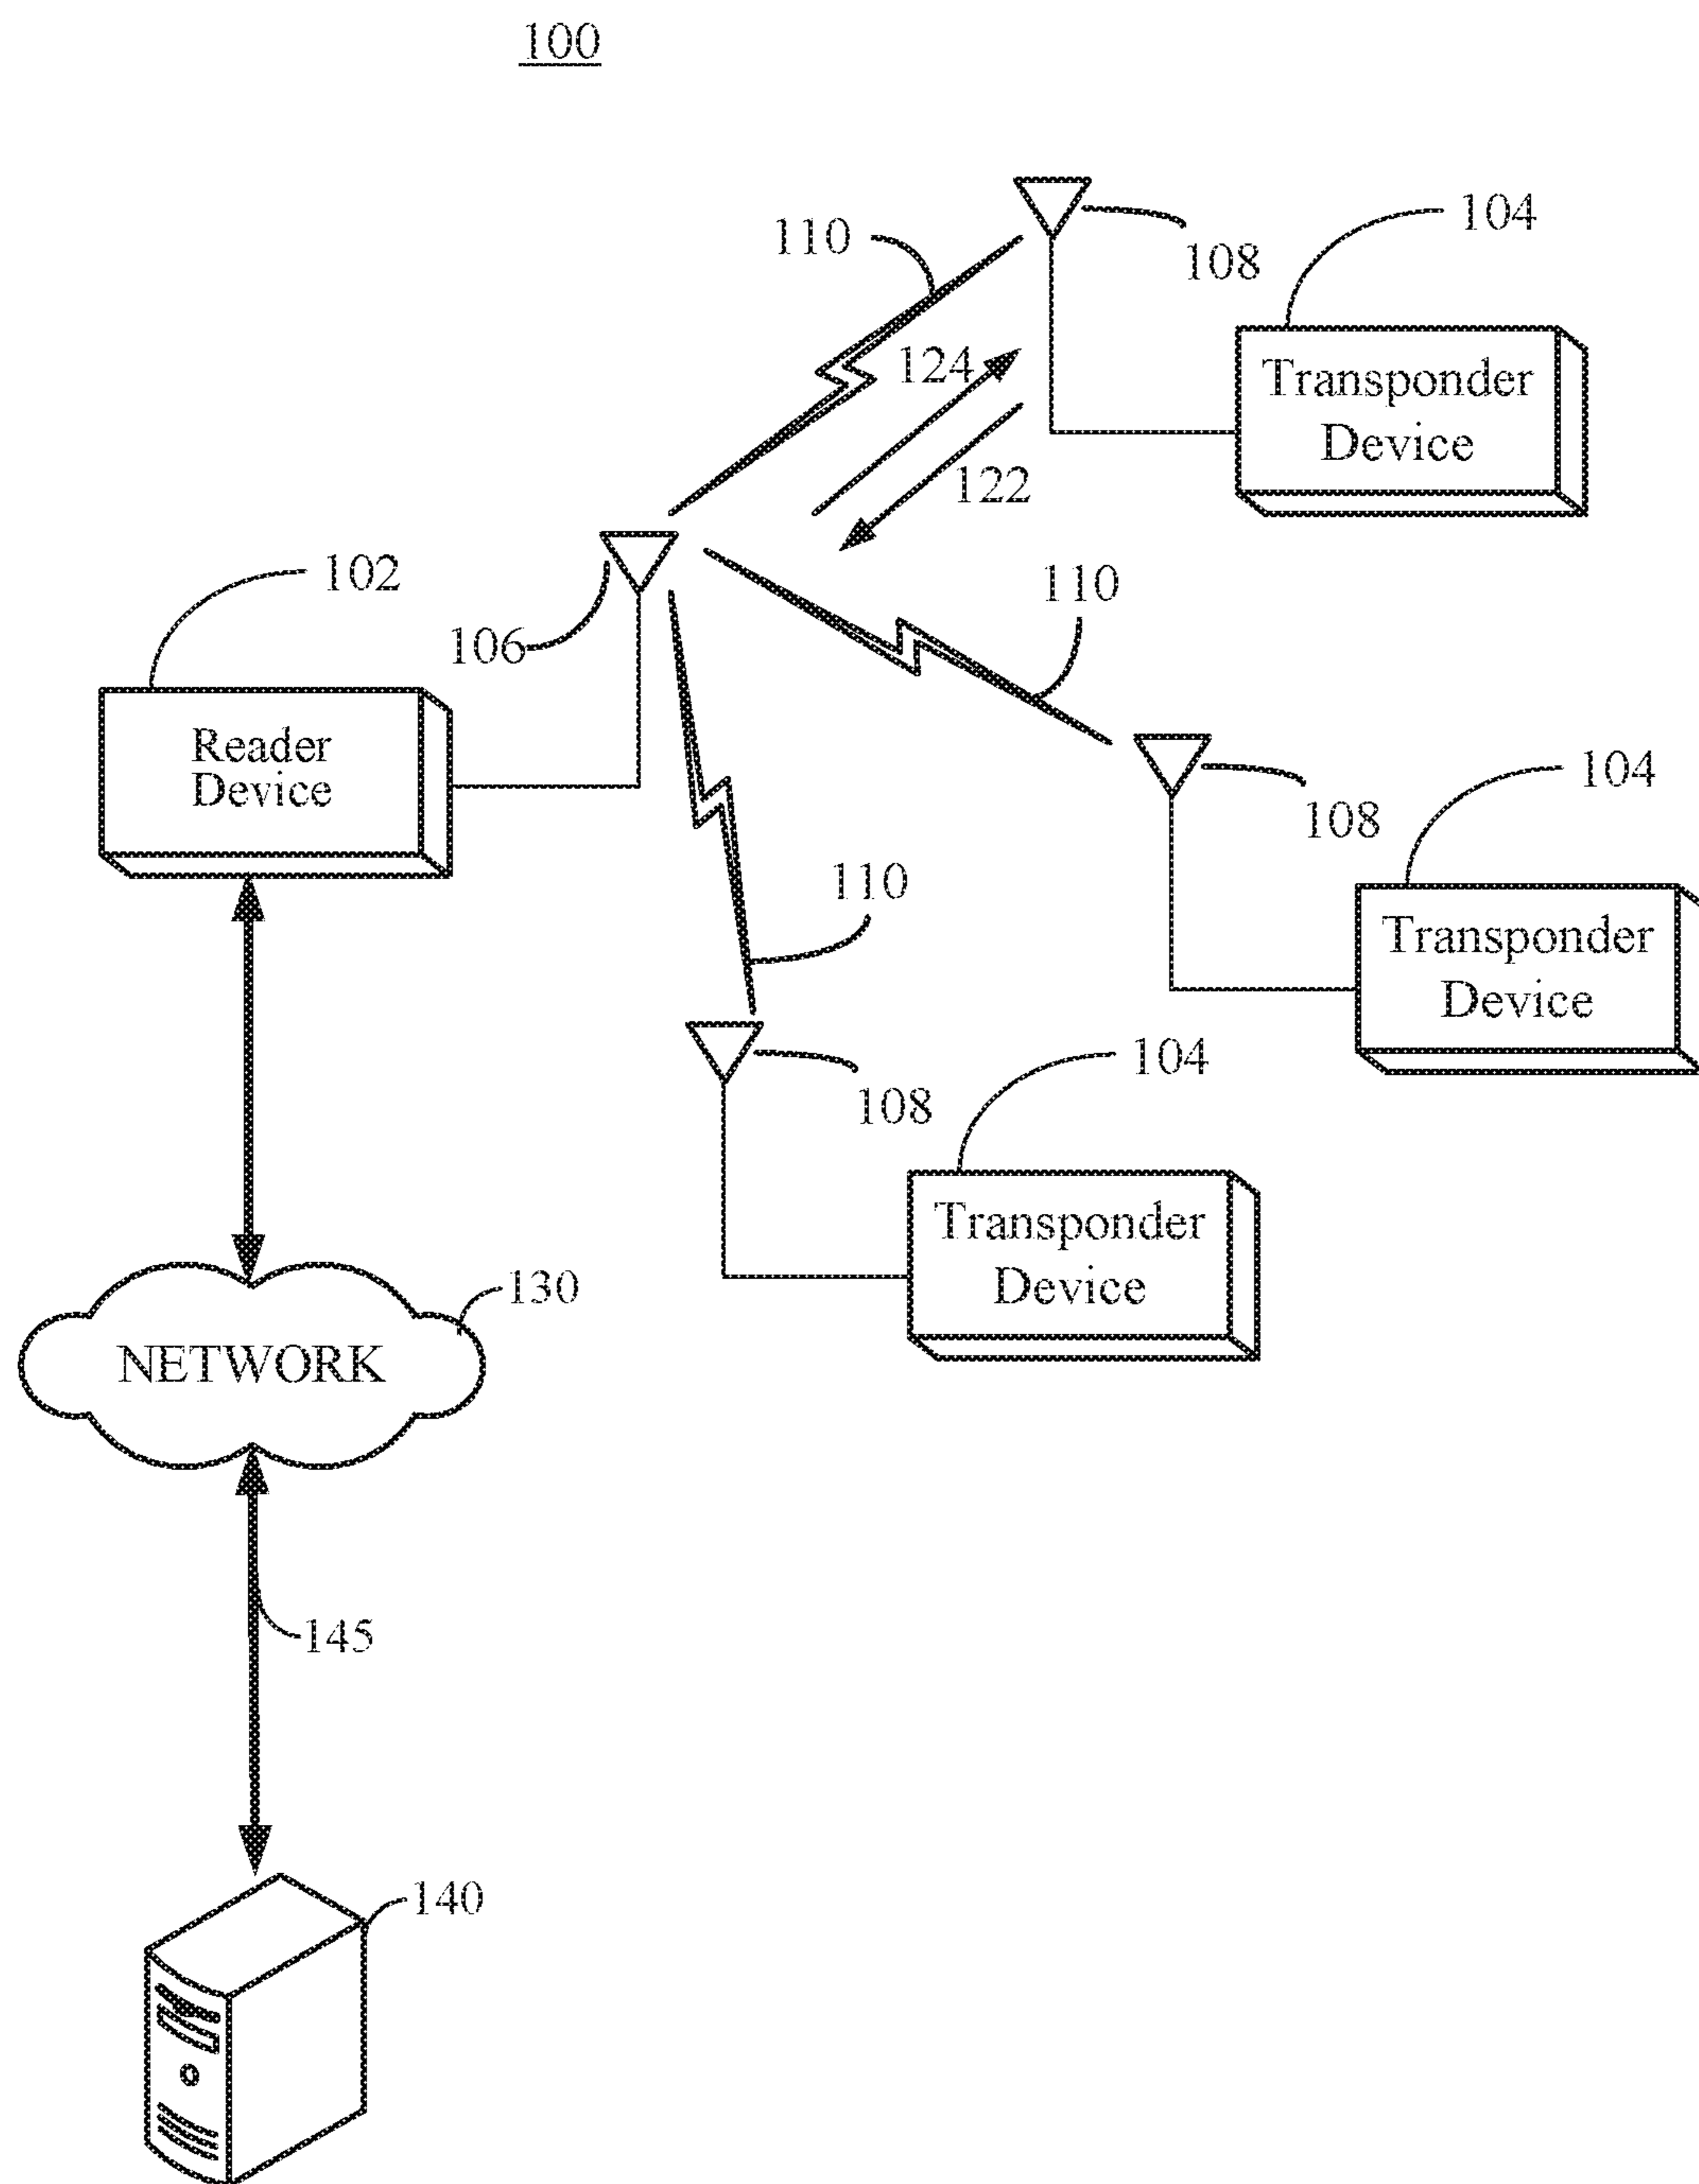 100
110
108
104
124
Transponder
Device
122
102
106
110
Reader
Device
108
104
110
Transponder
Device
108
104
Transponder
Device
130
NETWORK
145
140